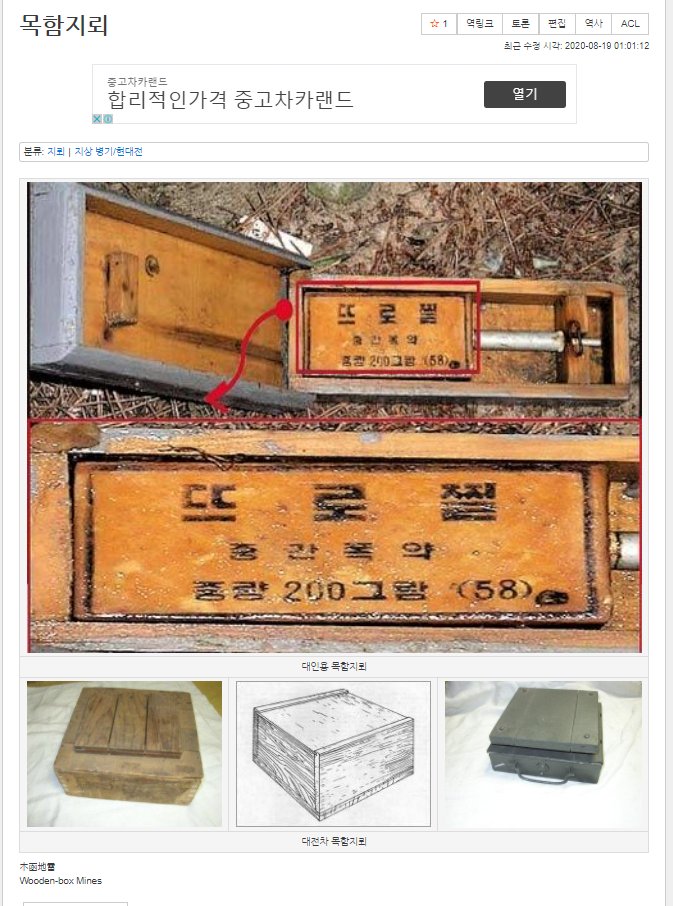 목함지뢰
☆ 1 역링크 토론 편집 역사 ACL
최근 수정 시각: 2020-08-19 01:01:12
중고차카랜드
합리적인가격 중고차카랜드
열기
분류: 지뢰 | 지상 병기/현대전
뜨로찔
중간폭약
중량 200그람 (58)
뜨로찔
중간폭약
중량 200그람 (58)
대인용 목함지뢰
대전차 목함지뢰
木函地雷
Wooden-box Mines